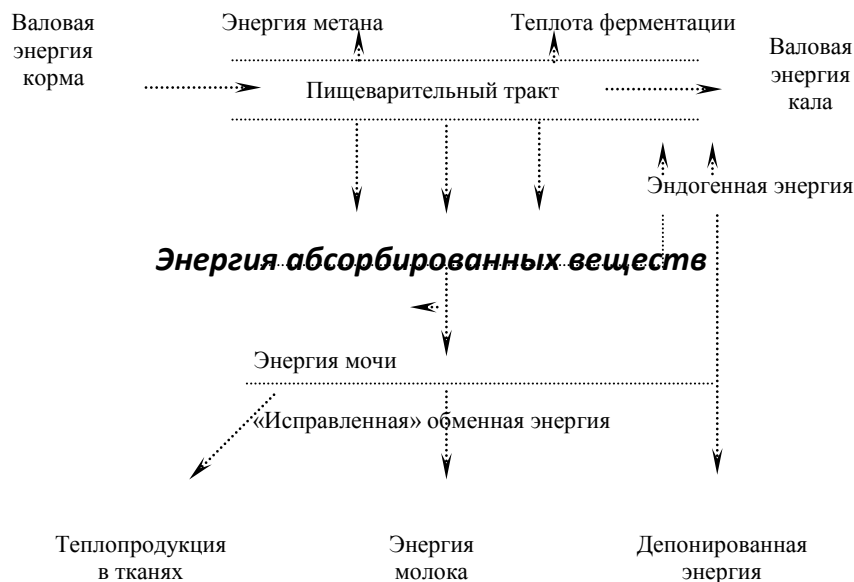 Валовая
энергия
корма
Энергия метана
Теплота ферментации
Валовая
энергия
кала
Пищеварительный тракт
Эндогенная энергия
Энергия абсорбированных веществ
Энергия мочи
«Исправленная» обменная энергия
Теплопродукция
в тканях
Энергия
молока
Депонированная
энергия